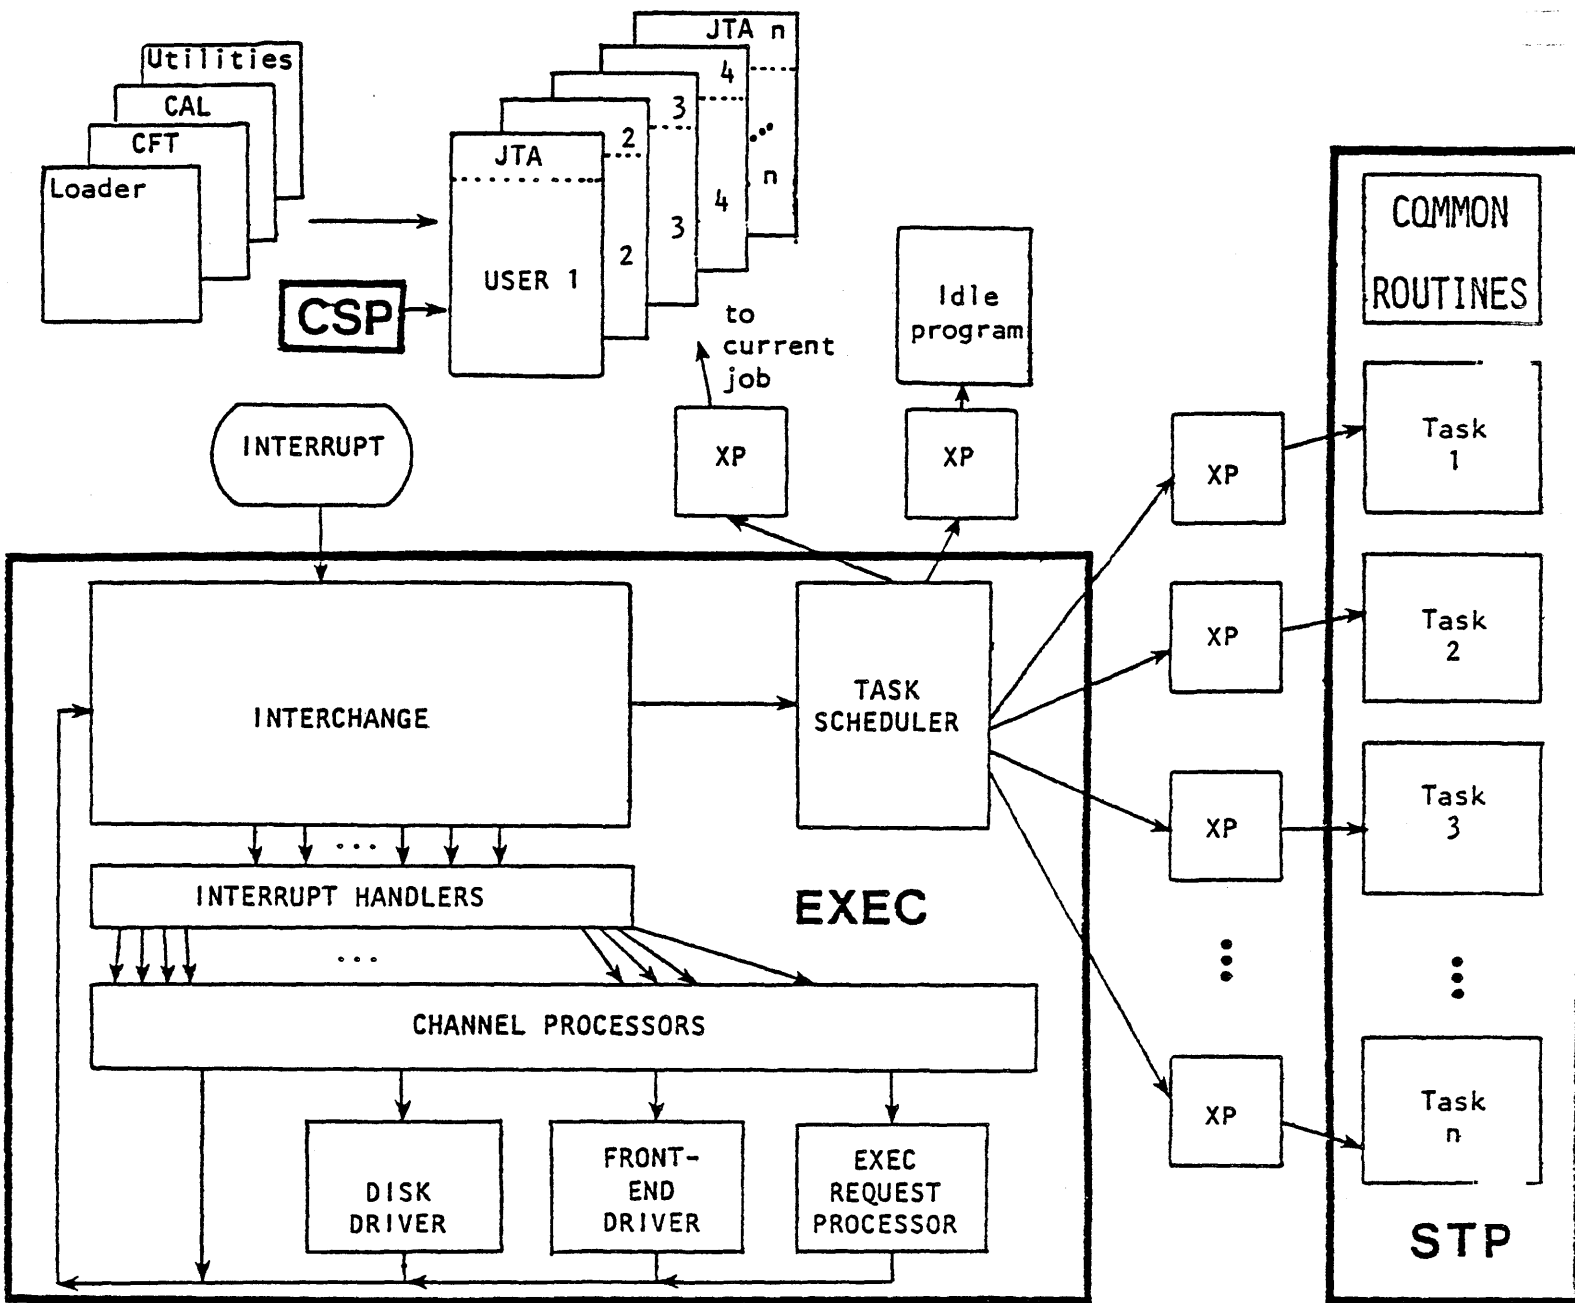 JTA n
Utilities
4
CAL
3
CFT
2
JTA
Loader
n
4
3
2
USER 1
CSP
to
current
job
Idle
program
COMMON
ROUTINES
INTERRUPT
XP
XP
XP
Task
1
XP
Task
2
INTERCHANGE
TASK
SCHEDULER
XP
Task
3
...
INTERRUPT HANDLERS
EXEC
...
CHANNEL PROCESSORS
XP
Task
n
DISK
DRIVER
FRONT-
END
DRIVER
EXEC
REQUEST
PROCESSOR
STP